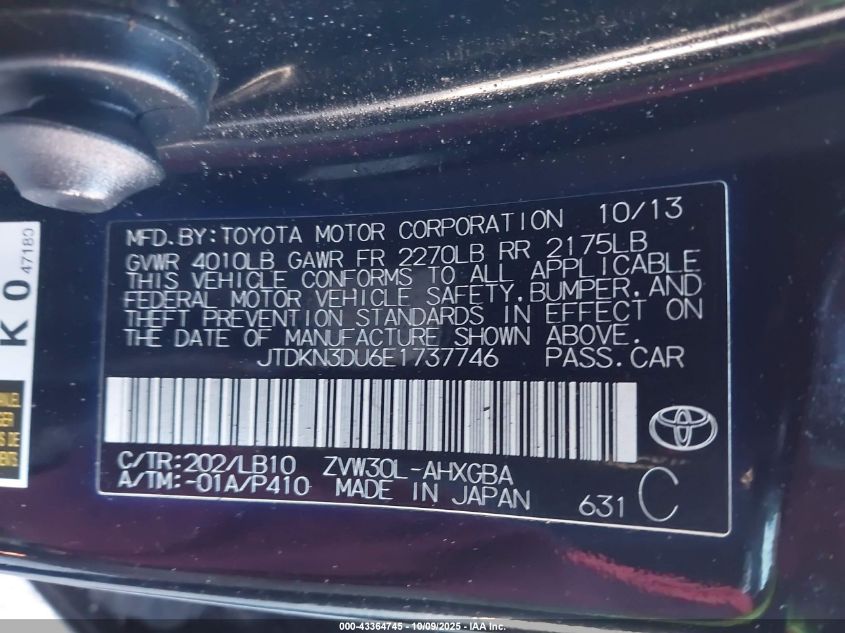 MFD.BY:TOYOTA MOTOR CORPORATION 10/13
GVWR 4010LB GAWR FR 2270LB RR 2175LB
THIS VEHICLE CONFORMS TO ALL APPLICABLE
FEDERAL MOTOR VEHICLE SAFETY,BUMPER,AND
THEFT PREVENTION STANDARDS IN EFFECT ON
THE DATE OF MANUFACTURE SHOWN ABOVE.
JTDKN3DU6E1737746 PASS.CAR
C/TR:202/LB10 ZVW30L-AHXGBA
A/TM:-01A/P410 MADE IN JAPAN 631 C
K0
47180
000-43364745 - 10/09/2025 - IAA Inc.